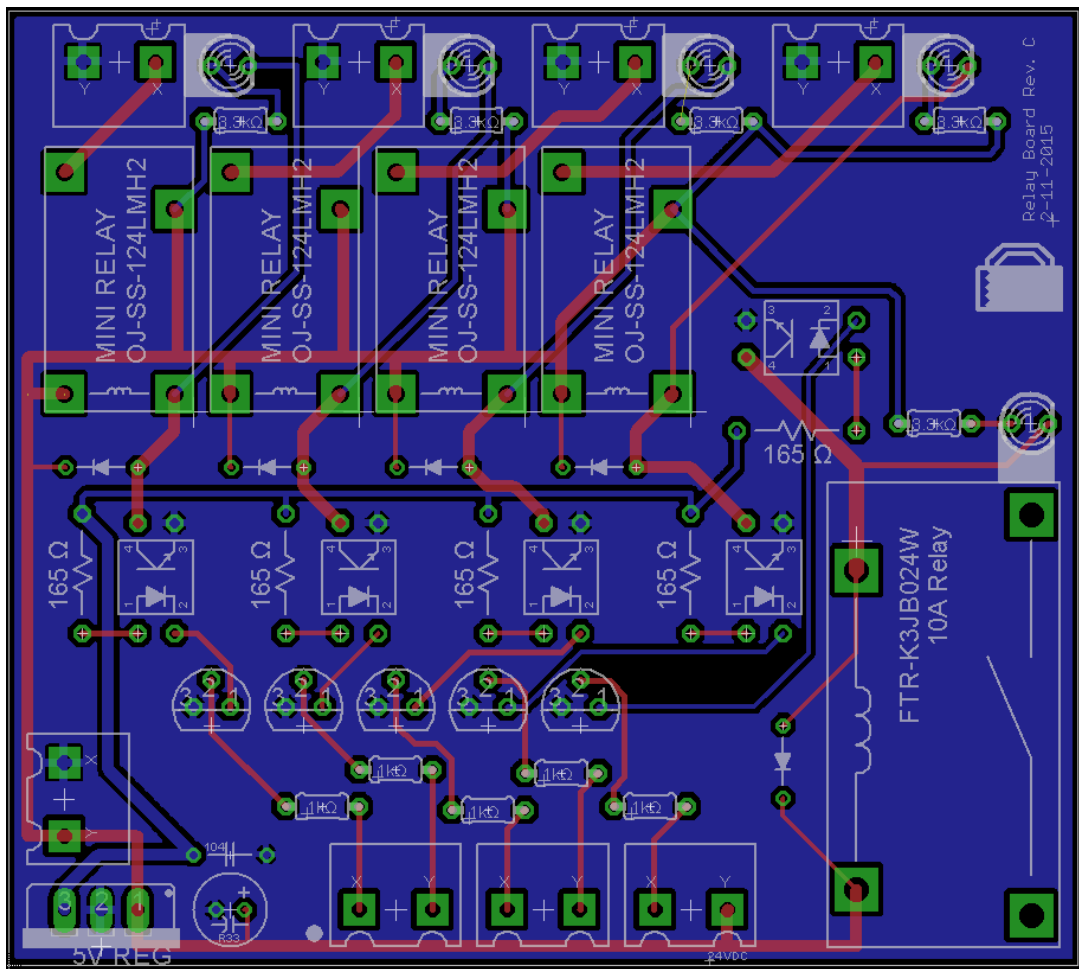 Y X Y X Y X Y X
3.3kΩ 3.3kΩ 3.3kΩ 3.3kΩ
Relay Board Rev. C
2-11-2015
MINI RELAY
OJ-SS-124LMH2
MINI RELAY
OJ-SS-124LMH2
MINI RELAY
OJ-SS-124LMH2
MINI RELAY
OJ-SS-124LMH2
3 2
4 1
3.3kΩ
165 Ω
165 Ω
4 3
1 2
165 Ω
4 3
1 2
165 Ω
4 3
1 2
165 Ω
4 3
1 2
FTR-K3JB024W
10A Relay
3 2 1
3 2 1
3 2 1
3 2 1
3 2 1
X
Y
1kΩ 1kΩ
1kΩ 1kΩ 1kΩ
104
X Y X Y X Y
3 2 1
R33
5V REG
24VDC